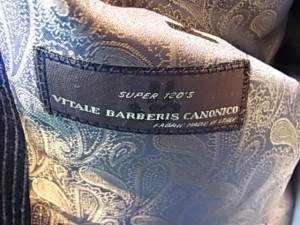 SUPER 120'S
VITALE BARBERIS CANONICO
FABRIC MADE IN ITALY